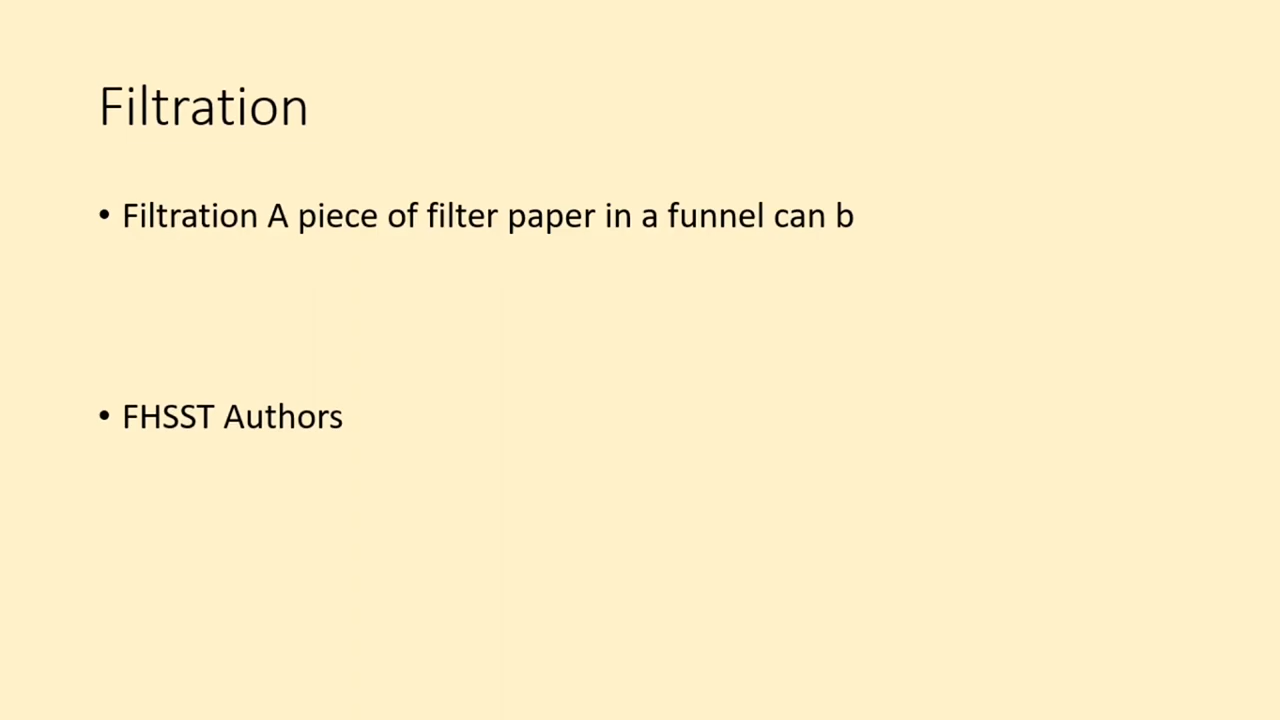 Filtration
• Filtration A piece of filter paper in a funnel can b
• FHSST Authors